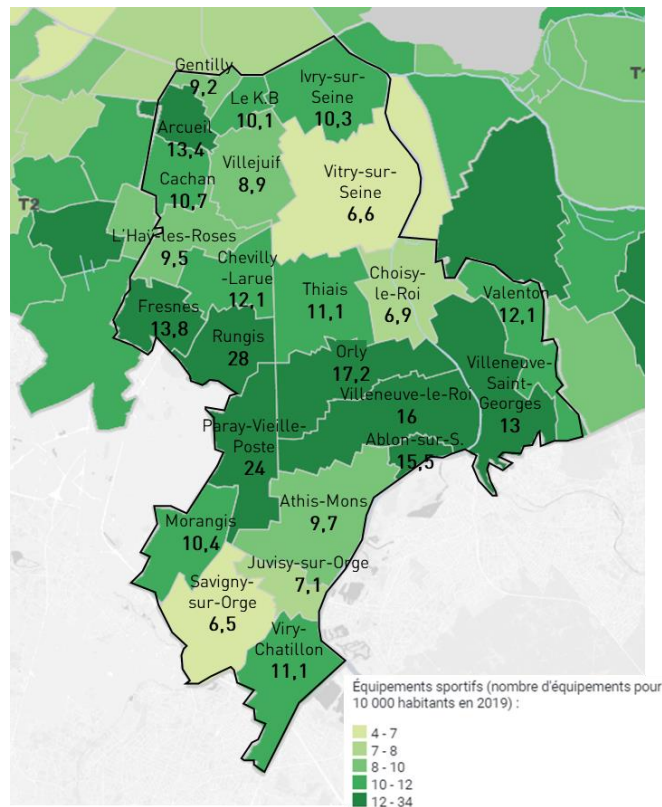 Gentilly
9,2
Le K.B
10,1
Ivry-sur-
Seine
10,3
T1
Arcueil
13,4
Cachan
10,7
Villejuif
8,9
Vitry-sur-
Seine
6,6
T2
L'Haÿ-les-Roses
9,5
Chevilly
-Larue
12,1
Thiais
11,1
Choisy-
le-Roi
6,9
Valenton
12,1
Fresnes
13,8
Rungis
28
Orly
17,2
Villeneuve-le-Roi
16
Villeneuve-
Saint-
Georges
13
Paray-Vieille-
Poste
24
Ablon-sur-S.
15,5
Athis-Mons
9,7
Morangis
10,4
Juvisy-sur-Orge
7,1
Savigny-
sur-Orge
6,5
Viry-
Chatillon
11,1
Équipements sportifs (nombre d'équipements pour
10 000 habitants en 2019) :
4 - 7
7 - 8
8 - 10
10 - 12
12 - 34